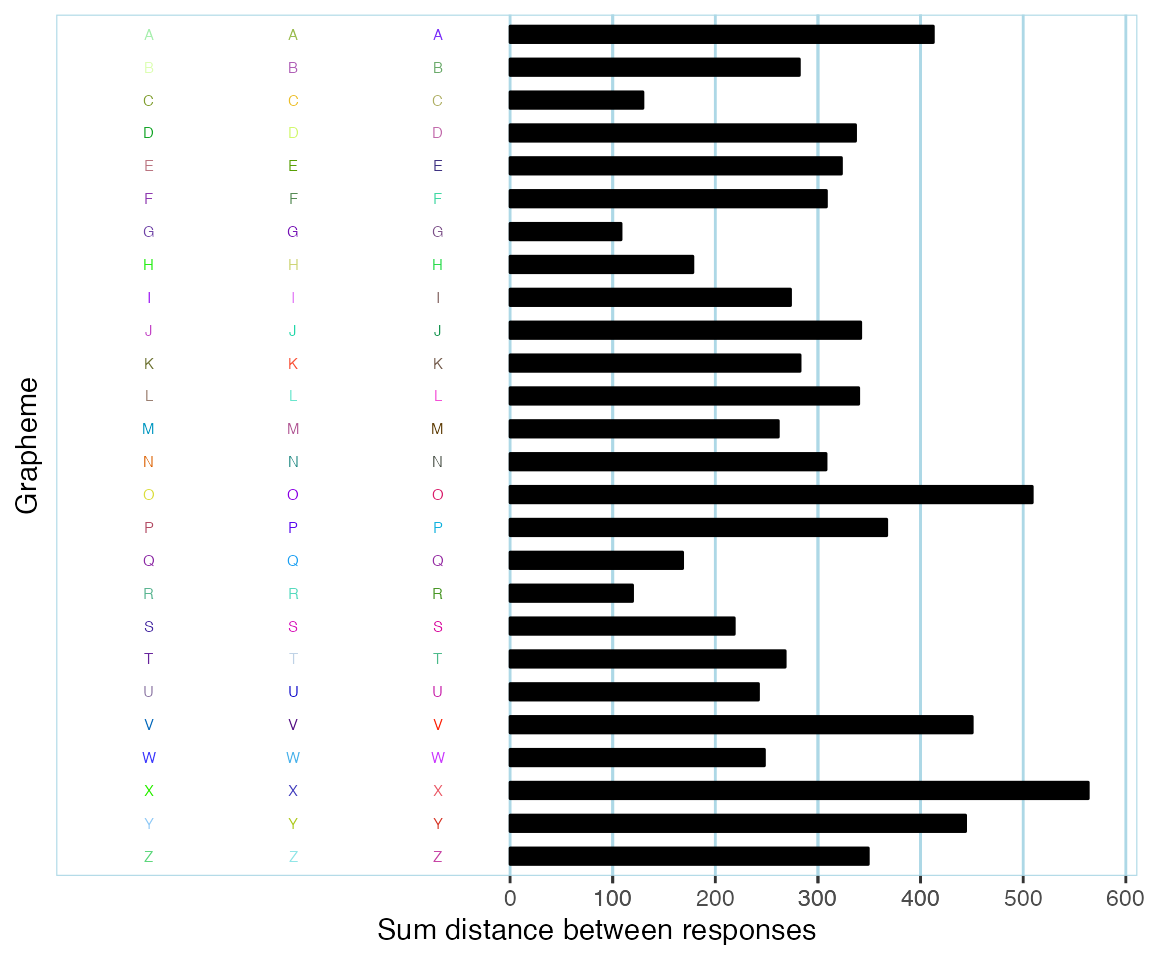 A A A
B B B
C C C
D D D
E E E
F F F
G G G
H H H
I I I
J J J
K K K
L L L
M M M
N N N
O O O
P P P
Q Q Q
R R R
S S S
T T T
U U U
V V V
W W W
X X X
Y Y Y
Z Z Z
Grapheme
0 100 200 300 400 500 600
Sum distance between responses